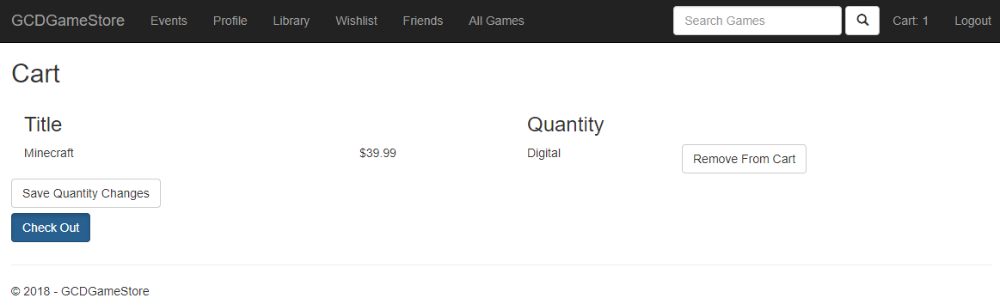 GCDGameStore Events Profile Library Wishlist Friends All Games Search Games Cart: 1 Logout
Cart
Title Quantity
Minecraft $39.99 Digital Remove From Cart
Save Quantity Changes
Check Out
© 2018 - GCDGameStore